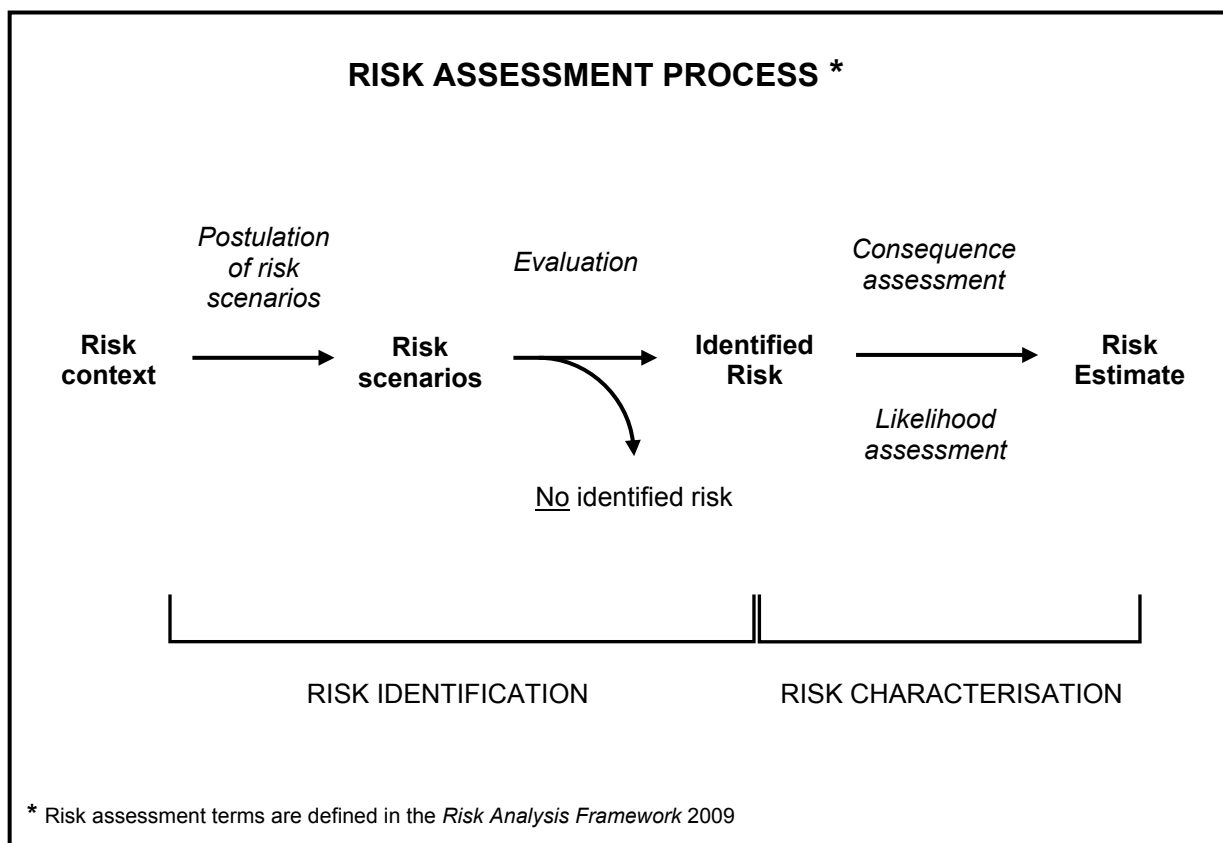 RISK ASSESSMENT PROCESS *
Postulation
of risk
scenarios
Evaluation
Consequence
assessment
Risk
context
Risk
scenarios
Identified
Risk
Risk
Estimate
Likelihood
assessment
No identified risk
RISK IDENTIFICATION
RISK CHARACTERISATION
* Risk assessment terms are defined in the Risk Analysis Framework 2009